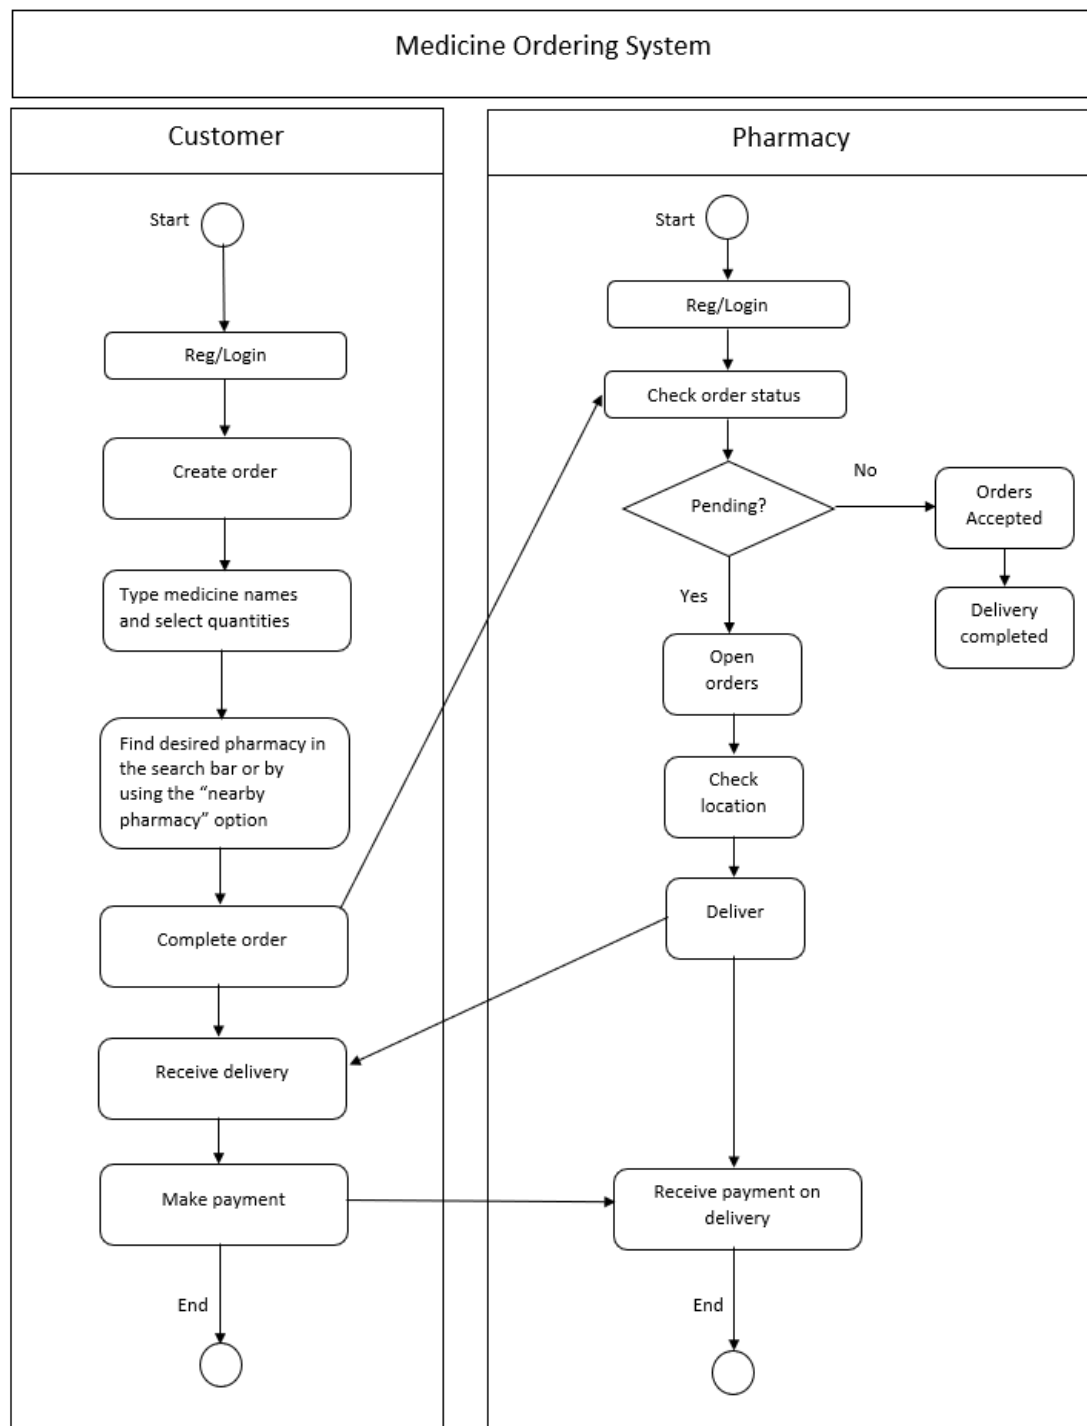 Medicine Ordering System
Customer
Start
Reg/Login
Create order
Type medicine names
and select quantities
Find desired pharmacy in
the search bar or by
using the “nearby
pharmacy” option
Complete order
Receive delivery
Make payment
End
Pharmacy
Start
Reg/Login
Check order status
Pending?
No
Orders
Accepted
Delivery
completed
Yes
Open
orders
Check
location
Deliver
Receive payment on
delivery
End